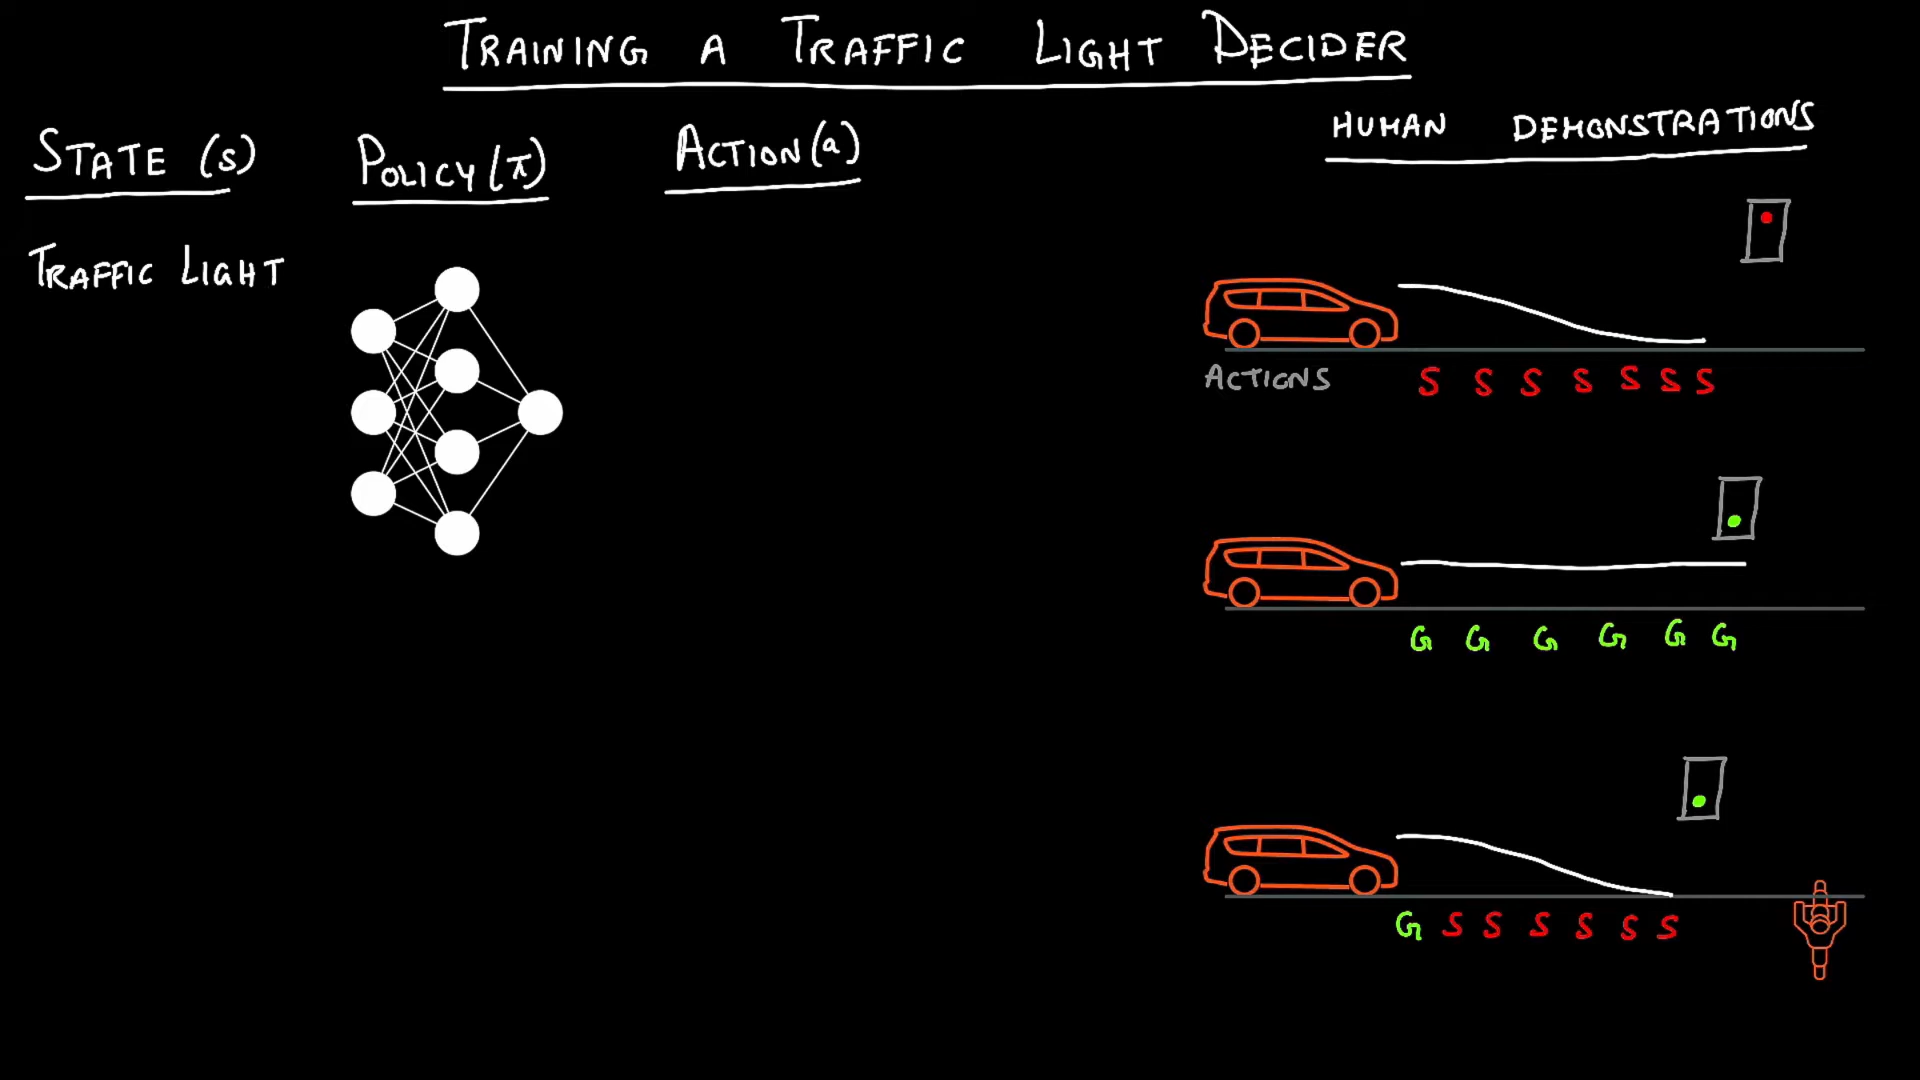 TRAINING A TRAFFIC LIGHT DECIDER
STATE (s)
POLICY (π)
ACTION (a)
TRAFFIC LIGHT
HUMAN DEMONSTRATIONS
ACTIONS S S S S S S S
G G G G G G
G S S S S S S